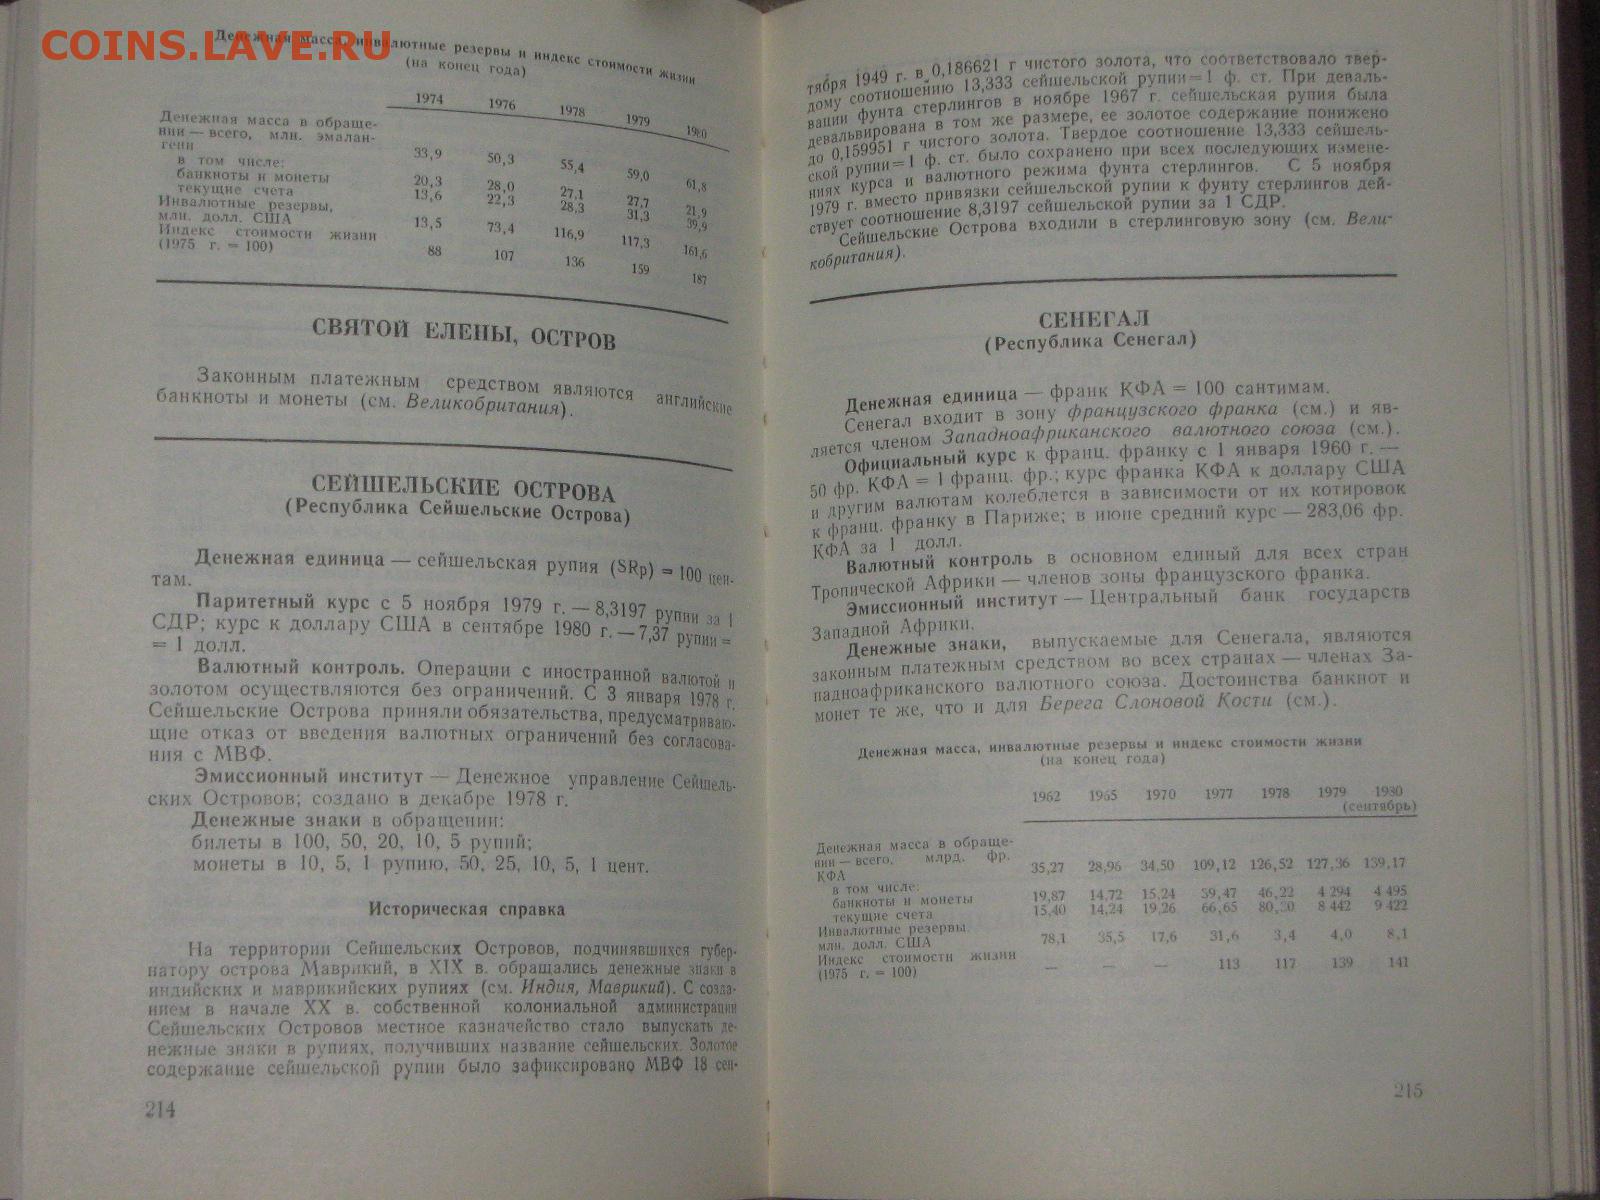 COINS.LAVE.RU
Денежная масса, инвалютные резервы и индекс стоимости жизни
(на конец года)
1974 1976 1978 1979 1980
Денежная масса в обраще-
нии — всего, млн. эмалан-
гени 33,9 50,3 55,4 59,0 61,8
в том числе:
банкноты и монеты 20,3 28,0 27,1 27,7 21,9
текущие счета 13,6 22,3 28,3 31,3 39,9
Инвалютные резервы,
млн. долл. США 13,5 73,4 116,9 117,3 161,6
Индекс стоимости жизни
(1975 г. = 100) 88 107 136 159 187
СВЯТОЙ ЕЛЕНЫ, ОСТРОВ
Законным платежным средством являются английские
банкноты и монеты (см. Великобритания).
СЕЙШЕЛЬСКИЕ ОСТРОВА
(Республика Сейшельские Острова)
Денежная единица — сейшельская рупия (SRp) = 100 цен-
там.
Паритетный курс с 5 ноября 1979 г. — 8,3197 рупии за 1
СДР; курс к доллару США в сентябре 1980 г. — 7,37 рупии =
= 1 долл.
Валютный контроль. Операции с иностранной валютой и
золотом осуществляются без ограничений. С 3 января 1978 г.
Сейшельские Острова приняли обязательства, предусматриваю-
щие отказ от введения валютных ограничений без согласова-
ния с МВФ.
Эмиссионный институт — Денежное управление Сейшель-
ских Островов; создано в декабре 1978 г.
Денежные знаки в обращении:
билеты в 100, 50, 20, 10, 5 рупий;
монеты в 10, 5, 1 рупию, 50, 25, 10, 5, 1 цент.
Историческая справка
На территории Сейшельских Островов, подчинявшихся губер-
натору острова Маврикий, в XIX в. обращались денежные знаки в
индийских и маврикийских рупиях (см. Индия, Маврикий). С созда-
нием в начале XX в. собственной колониальной администрации
Сейшельских Островов местное казначейство стало выпускать де-
нежные знаки в рупиях, получивших название сейшельских. Золотое
содержание сейшельской рупии было зафиксировано МВФ 18 сен-
214
тября 1949 г. в 0,186621 г чистого золота, что соответствовало твер-
дому соотношению 13,333 сейшельской рупии=1 ф. ст. При деваль-
вации фунта стерлингов в ноябре 1967 г. сейшельская рупия была
девальвирована в том же размере, ее золотое содержание понижено
до 0,159951 г чистого золота. Твердое соотношение 13,333 сейшель-
ской рупии=1 ф. ст. было сохранено при всех последующих измене-
ниях курса и валютного режима фунта стерлингов. С 5 ноября
1979 г. вместо привязки сейшельской рупии к фунту стерлингов дей-
ствует соотношение 8,3197 сейшельской рупии за 1 СДР.
Сейшельские Острова входили в стерлинговую зону (см. Вели-
кобритания).
СЕНЕГАЛ
(Республика Сенегал)
Денежная единица — франк КФА = 100 сантимам.
Сенегал входит в зону французского франка (см.) и яв-
ляется членом Западноафриканского валютного союза (см.).
Официальный курс к франц. франку с 1 января 1960 г. —
50 фр. КФА = 1 франц. фр.; курс франка КФА к доллару США
и другим валютам колеблется в зависимости от их котировок
к франц. франку в Париже; в июне средний курс — 283,06 фр.
КФА за 1 долл.
Валютный контроль в основном единый для всех стран
Тропической Африки — членов зоны французского франка.
Эмиссионный институт — Центральный банк государств
Западной Африки.
Денежные знаки, выпускаемые для Сенегала, являются
законным платежным средством во всех странах — членах За-
падноафриканского валютного союза. Достоинства банкнот и
монет те же, что и для Берега Слоновой Кости (см.).
Денежная масса, инвалютные резервы и индекс стоимости жизни
(на конец года)
1962 1965 1970 1977 1978 1979 1980
(сентябрь)
Денежная масса в обраще-
нии — всего, млрд. фр.
КФА 35,27 28,96 34,50 109,12 126,52 127,36 139,17
в том числе:
банкноты и монеты 19,87 14,72 15,24 39,47 46,22 4 294 4 495
текущие счета 15,40 14,24 19,26 66,65 8 442 9 422
Инвалютные резервы,
млн. долл. США 78,1 35,5 17,6 31,6 3,4 4,0 8,1
Индекс стоимости жизни
(1975 г. = 100) — — — 113 117 139 141
215